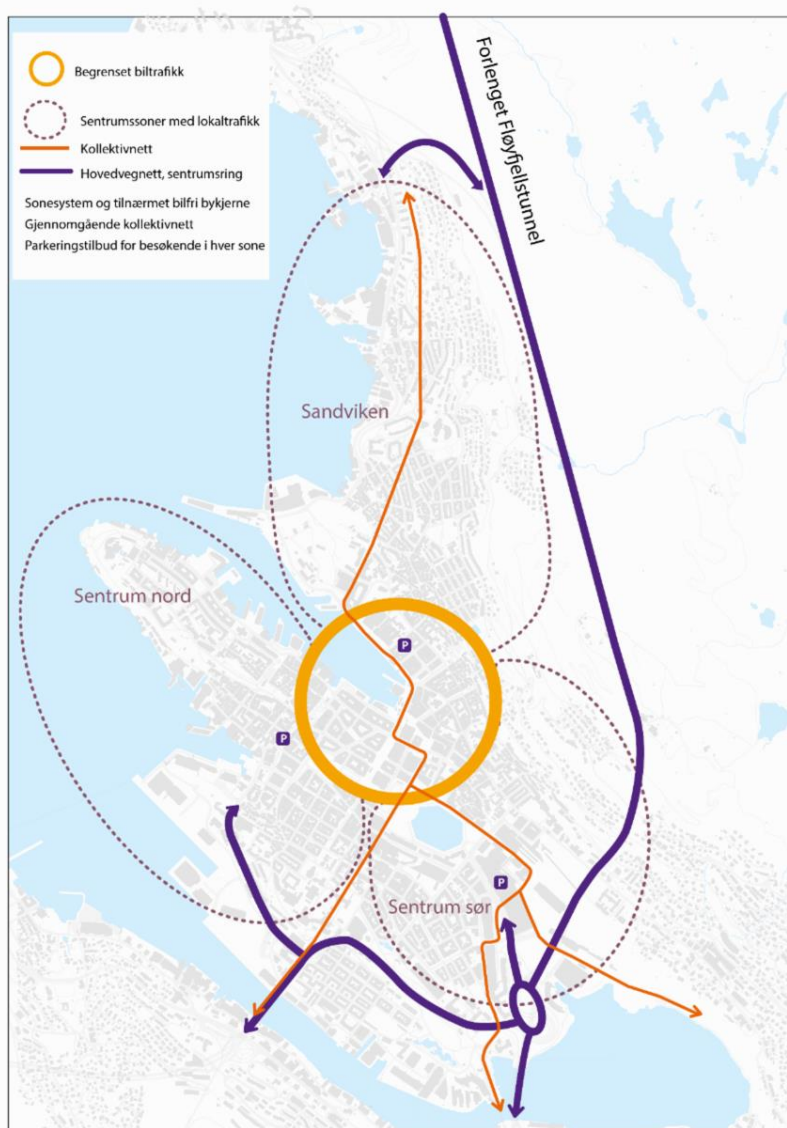 Begrenset biltrafikk
Sentrumssoner med lokaltrafikk
Kollektivnett
Hovedvegnett, sentrumsring
Sonesystem og tilnærmet bilfri bykjerne
Gjennomgående kollektivnett
Parkeringstilbud for besøkende i hver sone
Forlenget Fløyfjellstunnel
Sandviken
Sentrum nord
P
P
P
Sentrum sør